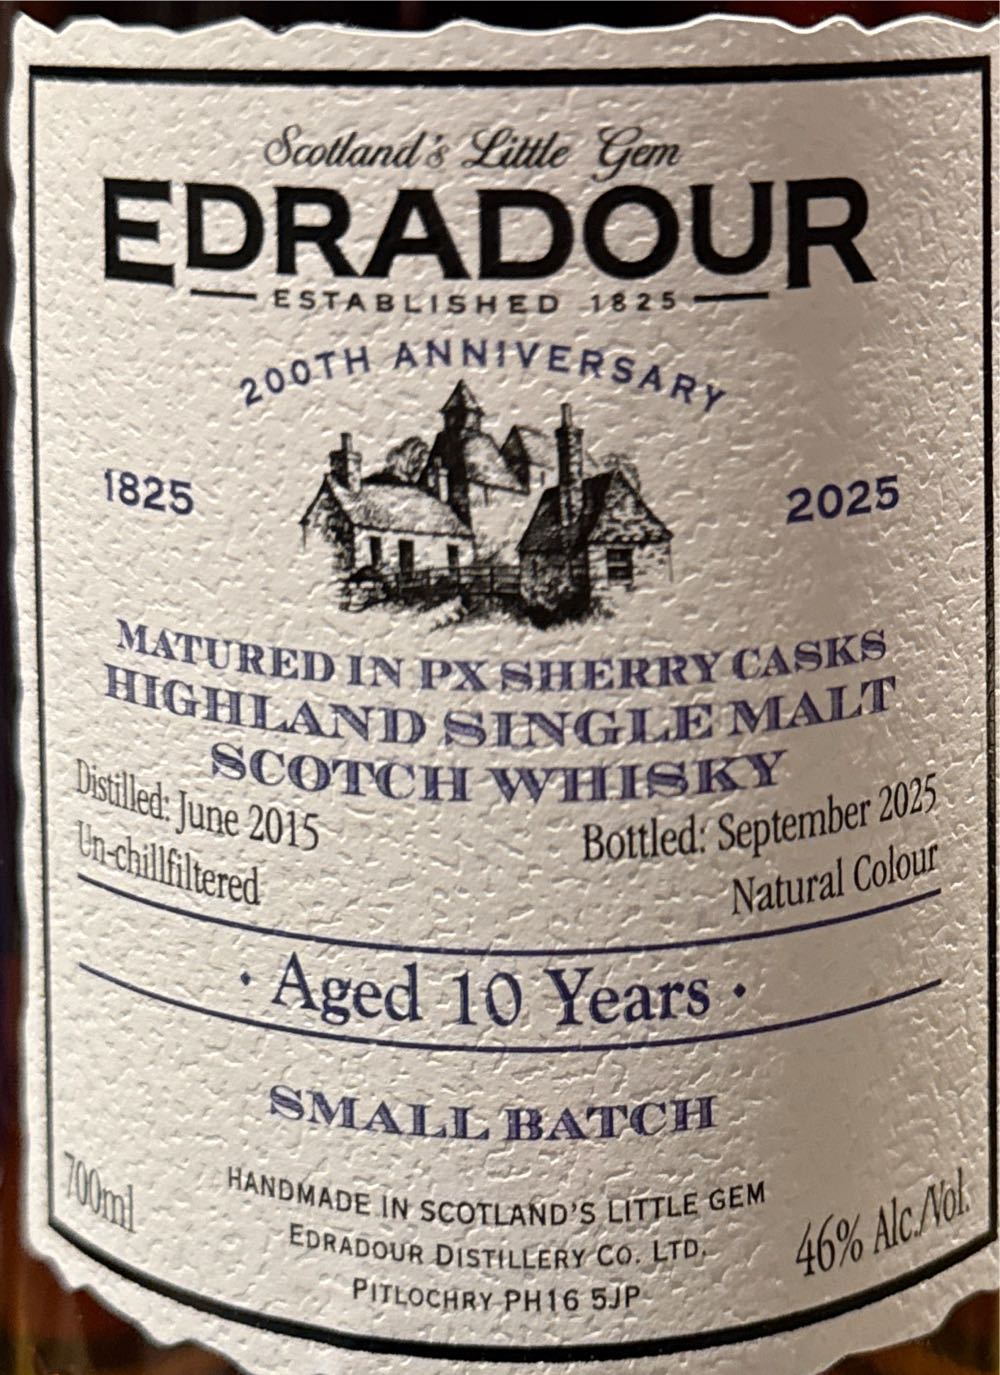 Scotland's Little Gem
EDRADOUR
ESTABLISHED 1825
200TH ANNIVERSARY
1825 2025
MATURED IN PX SHERRY CASKS
HIGHLAND SINGLE MALT
SCOTCH WHISKY
Distilled: June 2015 Bottled: September 2025
Un-chillfiltered Natural Colour
· Aged 10 Years ·
SMALL BATCH
HANDMADE IN SCOTLAND'S LITTLE GEM
EDRADOUR DISTILLERY CO. LTD.
PITLOCHRY PH16 5JP
700ml 46% Alc./Vol.